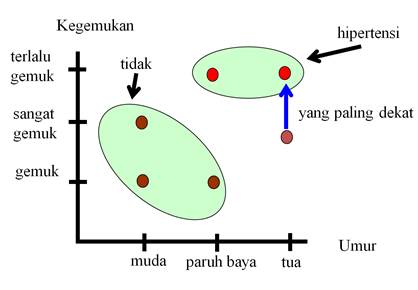 Kegemukan
hipertensi
terlalu
gemuk
tidak
sangat
gemuk
yang paling dekat
gemuk
Umur
muda
paruh baya
tua